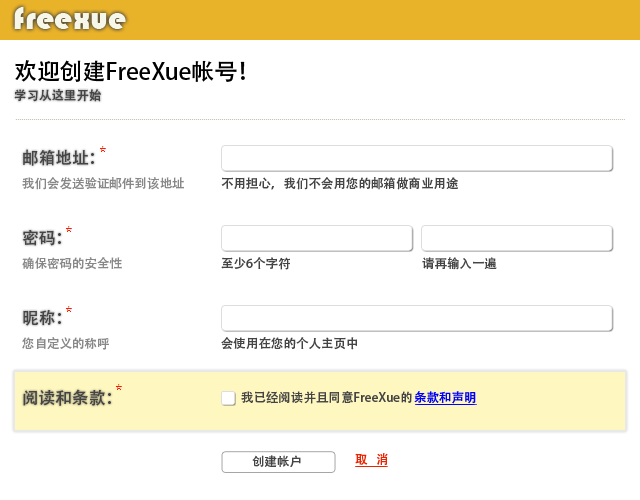 freexue
欢迎创建FreeXue帐号!
学习从这里开始
邮箱地址:*
我们会发送验证邮件到该地址
不用担心，我们不会用您的邮箱做商业用途
密码:*
确保密码的安全性
至少6个字符
请再输入一遍
昵称:*
您自定义的称呼
会使用在您的个人主页中
阅读和条款:*
我已经阅读并且同意FreeXue的 条款和声明
创建帐户
取 消